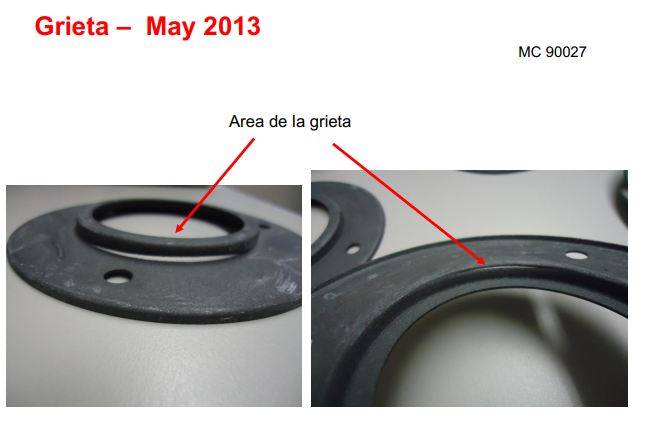 Grieta – May 2013
MC 90027
Area de la grieta